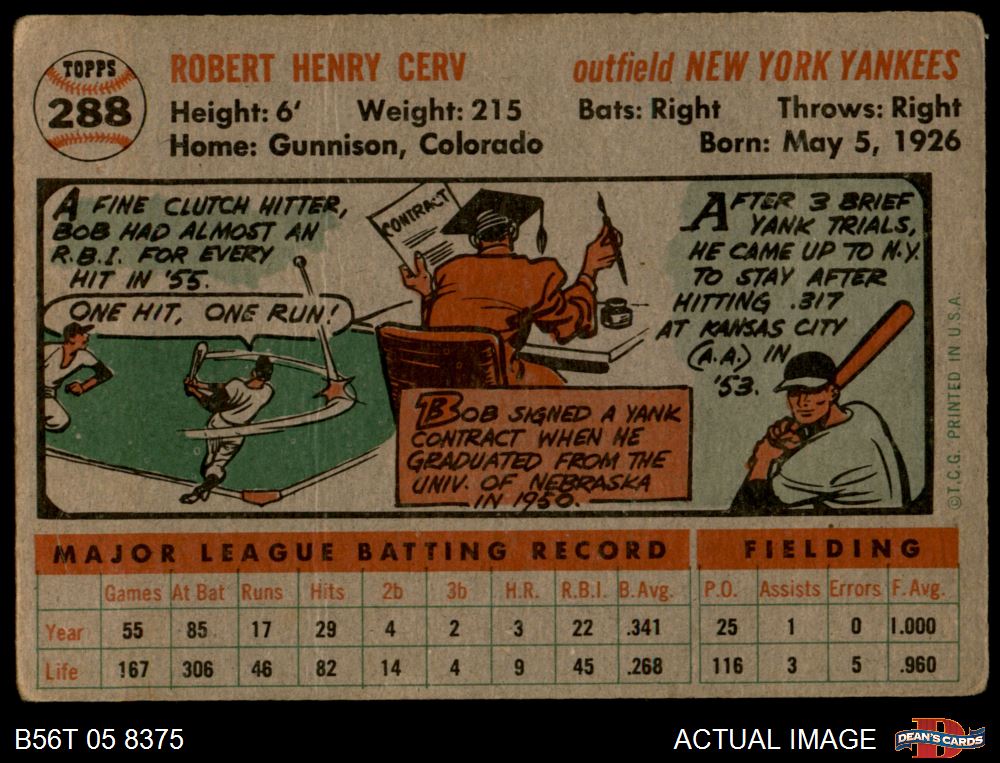 TOPPS
288
ROBERT HENRY CERV
outfield NEW YORK YANKEES
Height: 6' Weight: 215 Bats: Right Throws: Right
Home: Gunnison, Colorado Born: May 5, 1926
A FINE CLUTCH HITTER,
BOB HAD ALMOST AN
R.B.I. FOR EVERY
HIT IN '55.
ONE HIT, ONE RUN!
CONTRACT
BOB SIGNED A YANK
CONTRACT WHEN HE
GRADUATED FROM THE
UNIV. OF NEBRASKA
IN 1950.
AFTER 3 BRIEF
YANK TRIALS,
HE CAME UP TO N.Y.
TO STAY AFTER
HITTING .317
AT KANSAS CITY
(A.A.) IN
'53.
©T.C.G. PRINTED IN U.S.A.
MAJOR LEAGUE BATTING RECORD FIELDING
Games At Bat Runs Hits 2b 3b H.R. R.B.I. B.Avg. P.O. Assists Errors F. Avg.
Year 55 85 17 29 4 2 3 22 .341 25 1 0 1.000
Life 167 306 46 82 14 4 9 45 .268 116 3 5 .960
B56T 05 8375 ACTUAL IMAGE
DEAN'S CARDS